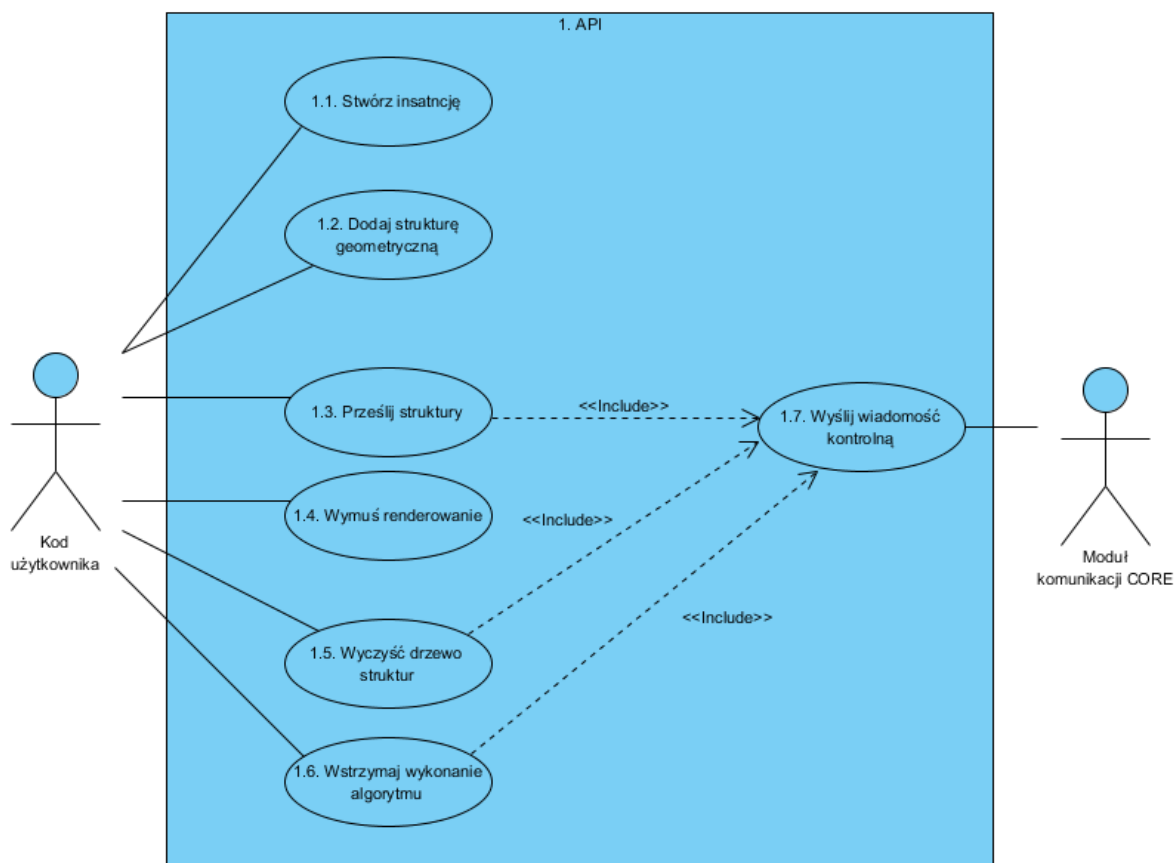 1. API
1.1. Stwórz insatncję
1.2. Dodaj strukturę
geometryczną
1.3. Prześlij struktury
<<Include>>
1.7. Wyślij wiadomość
kontrolną
1.4. Wymuś renderowanie
<<Include>>
Kod
użytkownika
Moduł
komunikacji CORE
<<Include>>
1.5. Wyczyść drzewo
struktur
1.6. Wstrzymaj wykonanie
algorytmu